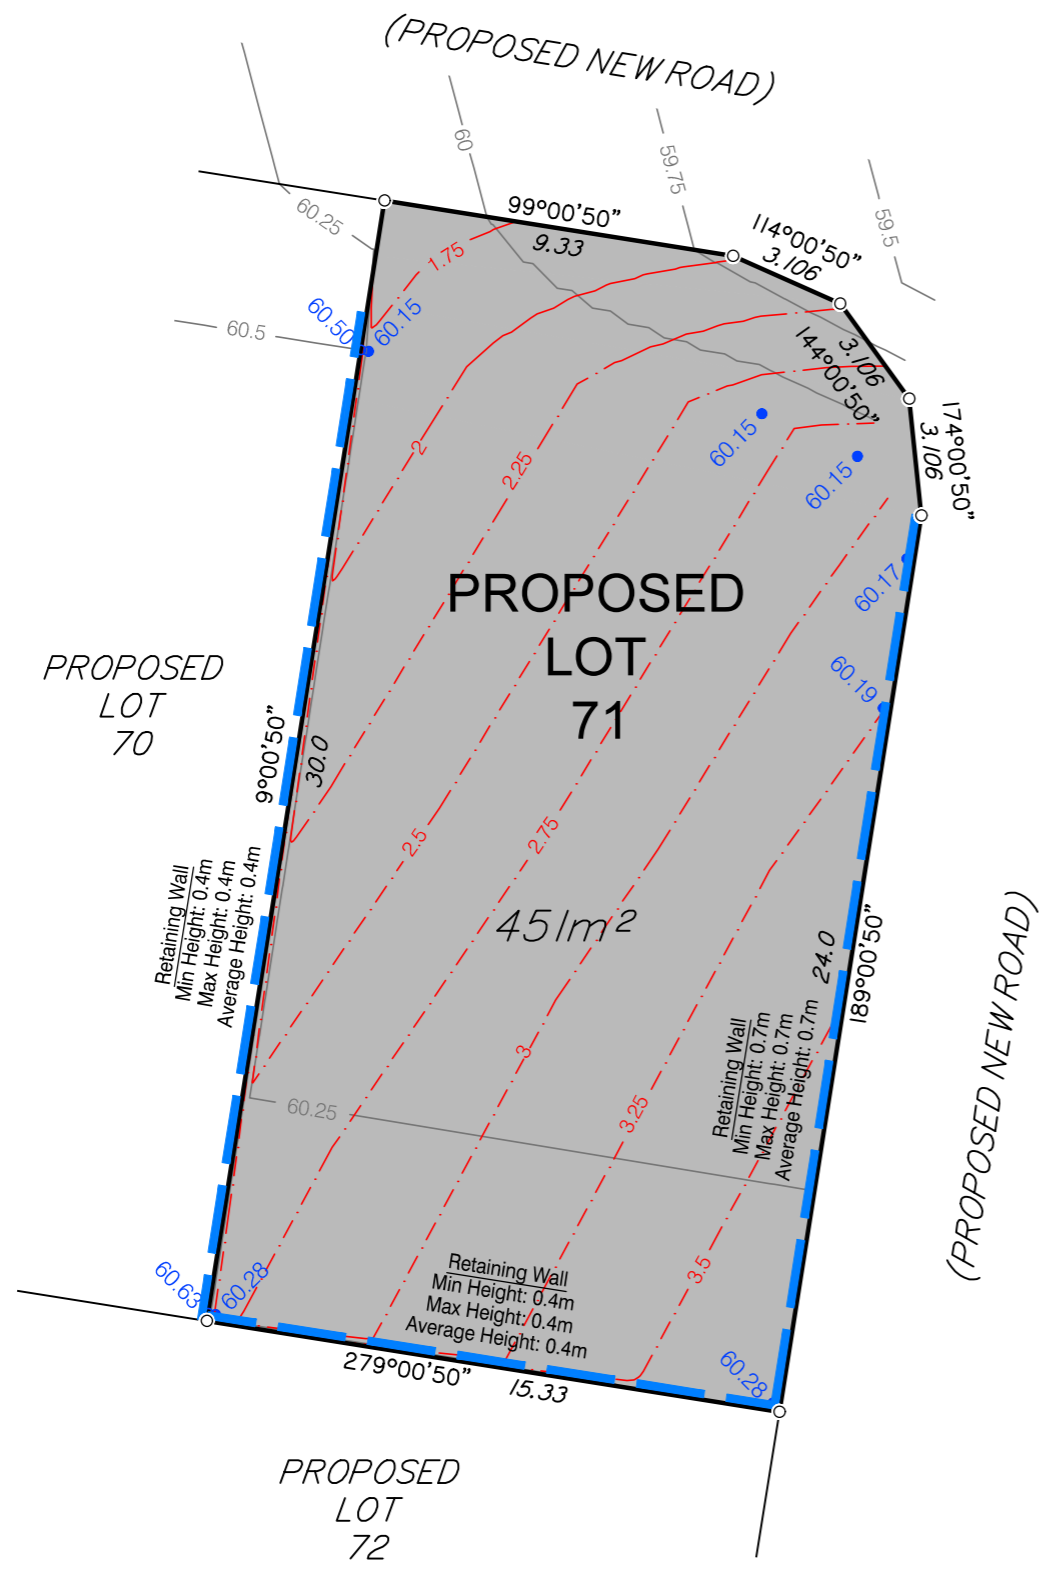 (PROPOSED NEW ROAD)
60
59.75
59.5
60.25
99°00'50"
9.33
114°00'50"
3.106
1.75
60.50
60.15
60.5
3.106
144°00'50"
174°00'50"
3.106
60.15
60.15
2
2.25
60.17
PROPOSED
LOT
71
60.19
PROPOSED
LOT
70
9°00'50"
30.0
2.5
2.75
451m²
24.0
189°00'50"
Retaining Wall
Min Height: 0.4m
Max Height: 0.4m
Average Height: 0.4m
(PROPOSED NEW ROAD)
3
3.25
60.25
Retaining Wall
Min Height: 0.7m
Max Height: 0.7m
Average Height: 0.7m
3.5
60.63
60.28
Retaining Wall
Min Height: 0.4m
Max Height: 0.4m
Average Height: 0.4m
279°00'50"
15.33
60.28
PROPOSED
LOT
72